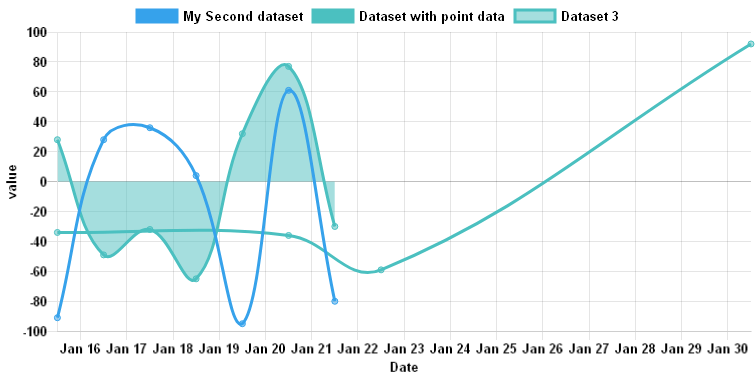 My Second dataset Dataset with point data Dataset 3
100
80
60
40
20
0
-20
-40
-60
-80
-100
value
Jan 16 Jan 17 Jan 18 Jan 19 Jan 20 Jan 21 Jan 22 Jan 23 Jan 24 Jan 25 Jan 26 Jan 27 Jan 28 Jan 29 Jan 30
Date